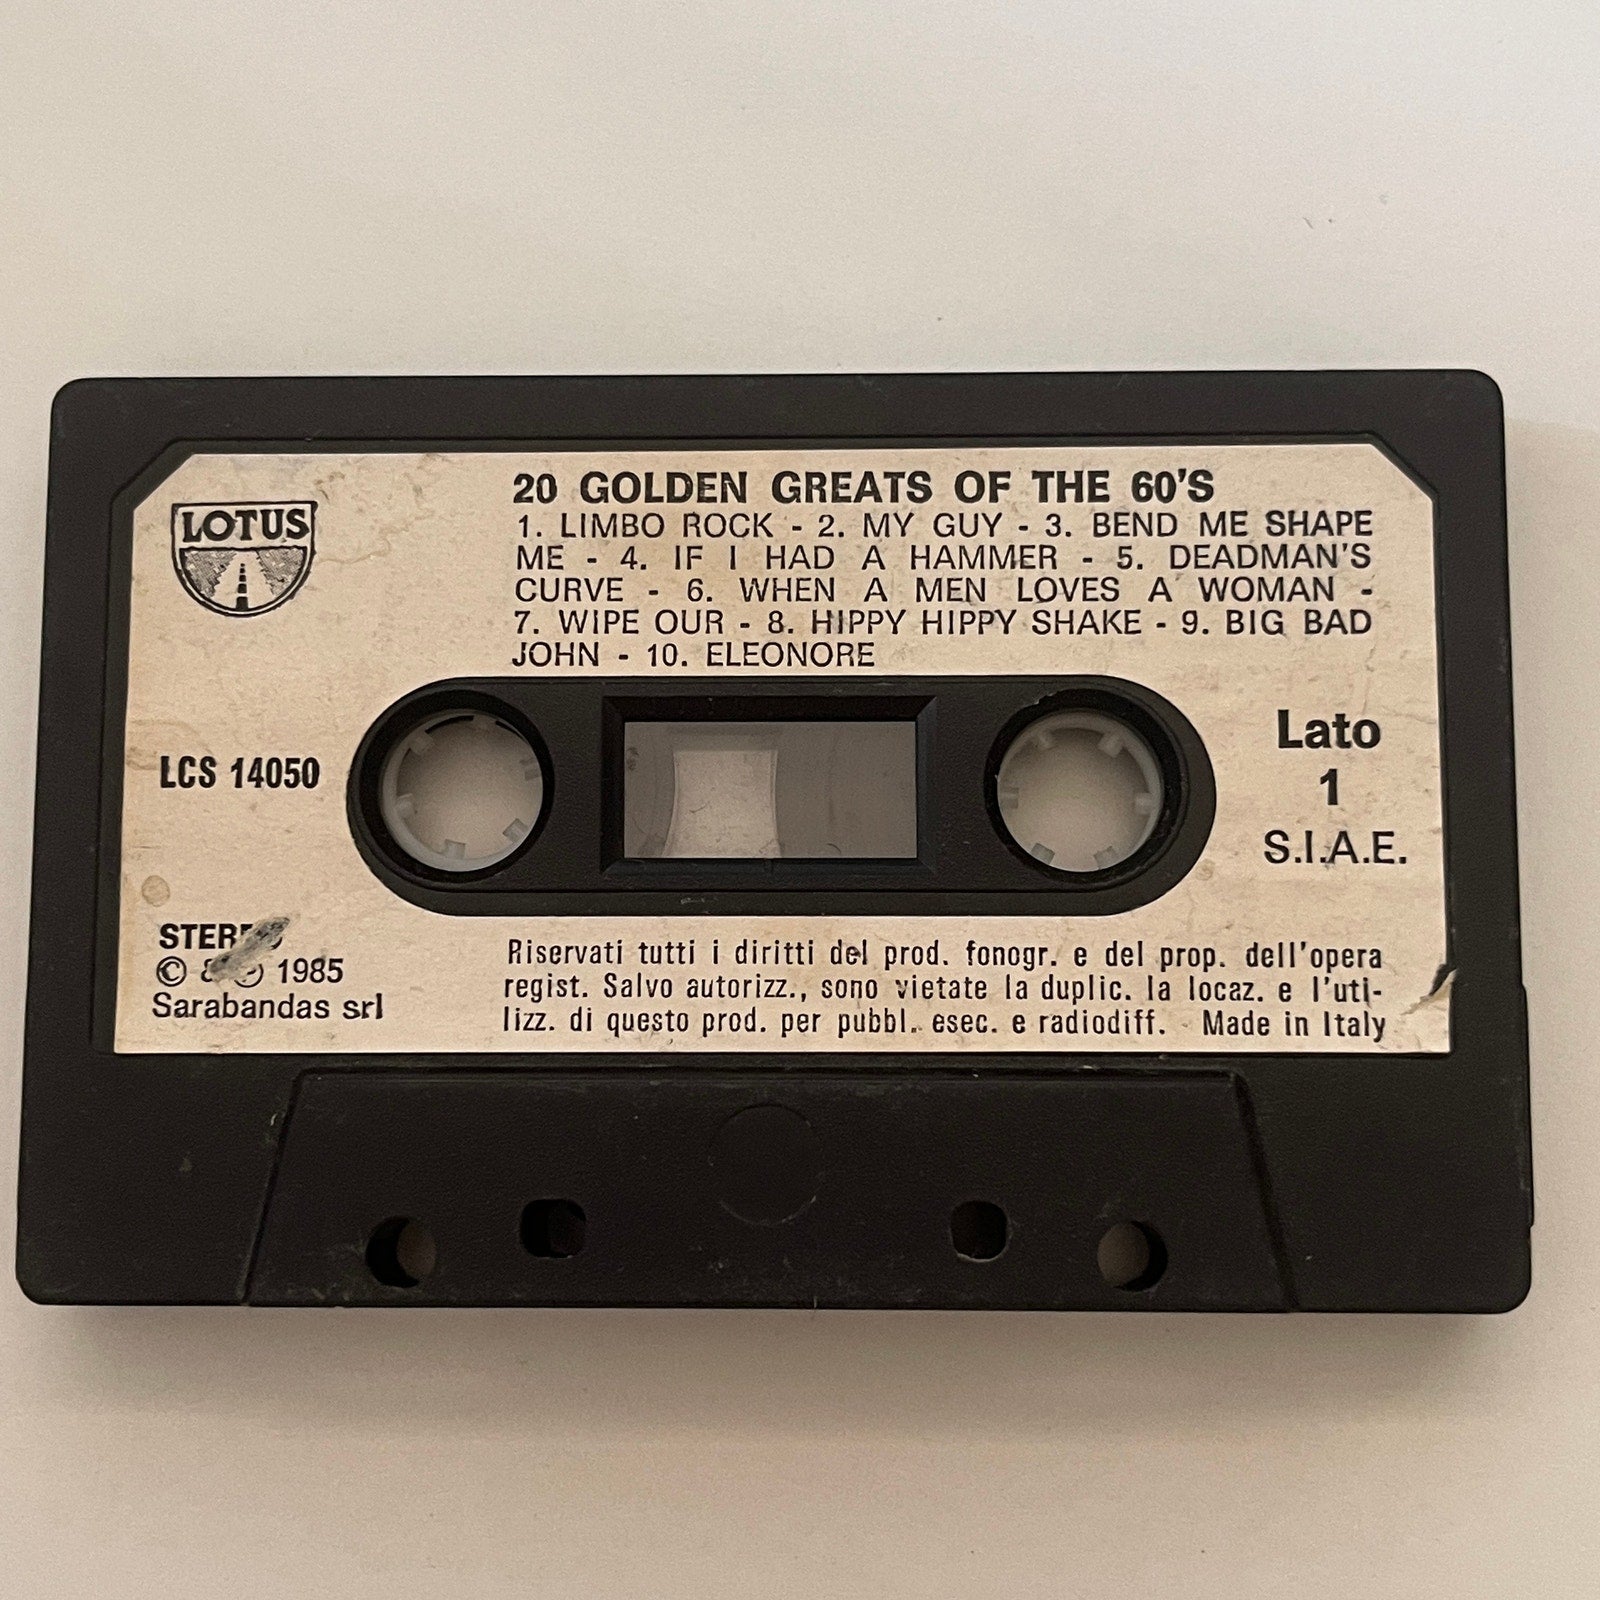 LOTUS
20 GOLDEN GREATS OF THE 60'S
1. LIMBO ROCK - 2. MY GUY - 3. BEND ME SHAPE
ME - 4. IF I HAD A HAMMER - 5. DEADMAN'S
CURVE - 6. WHEN A MEN LOVES A WOMAN -
7. WIPE OUR - 8. HIPPY HIPPY SHAKE - 9. BIG BAD
JOHN - 10. ELEONORE
LCS 14050
Lato
1
S.I.A.E.
STEREO
© & ℗ 1985
Sarabandas srl
Riservati tutti i diritti del prod. fonogr. e del prop. dell'opera
regist. Salvo autorizz., sono vietate la duplic. la locaz. e l'uti-
lizz. di questo prod. per pubbl. esec. e radiodiff. - Made in Italy